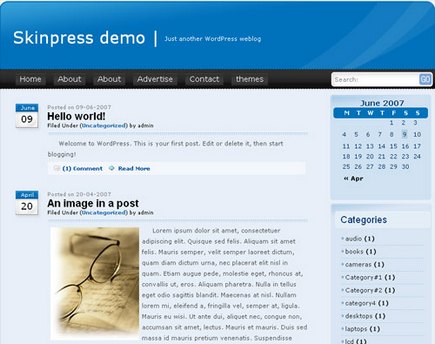 Skinpress demo | Just another WordPress weblog
Home About About Advertise Contact themes Search: GO
June
09
Posted on 09-06-2007
Hello world!
Filed Under (Uncategorized) by admin
Welcome to WordPress. This is your first post. Edit or delete it, then start
blogging!
(1) Comment Read More
April
20
Posted on 20-04-2007
An image in a post
Filed Under (Uncategorized) by admin
Lorem ipsum dolor sit amet, consectetuer
adipiscing elit. Quisque sed felis. Aliquam sit amet
felis. Mauris semper, velit semper laoreet dictum,
quam diam dictum urna, nec placerat elit nisl in
quam. Etiam augue pede, molestie eget, rhoncus at,
convallis ut, eros. Aliquam pharetra. Nulla in tellus
eget odio sagittis blandit. Maecenas at nisl. Nullam
lorem mi, eleifend a, fringilla vel, semper at, ligula.
Mauris eu wisi. Ut ante dui, aliquet nec, congue non,
accumsan sit amet, lectus. Mauris et mauris. Duis sed
massa id mauris pretium venenatis. Suspendisse
June 2007
M T W T F S S
1 2 3
4 5 6 7 8 9 10
11 12 13 14 15 16 17
18 19 20 21 22 23 24
25 26 27 28 29 30
« Apr
Categories
audio (1)
books (1)
cameras (1)
Category#1 (1)
Category#2 (1)
category4 (1)
desktops (1)
laptops (1)
lcd (1)